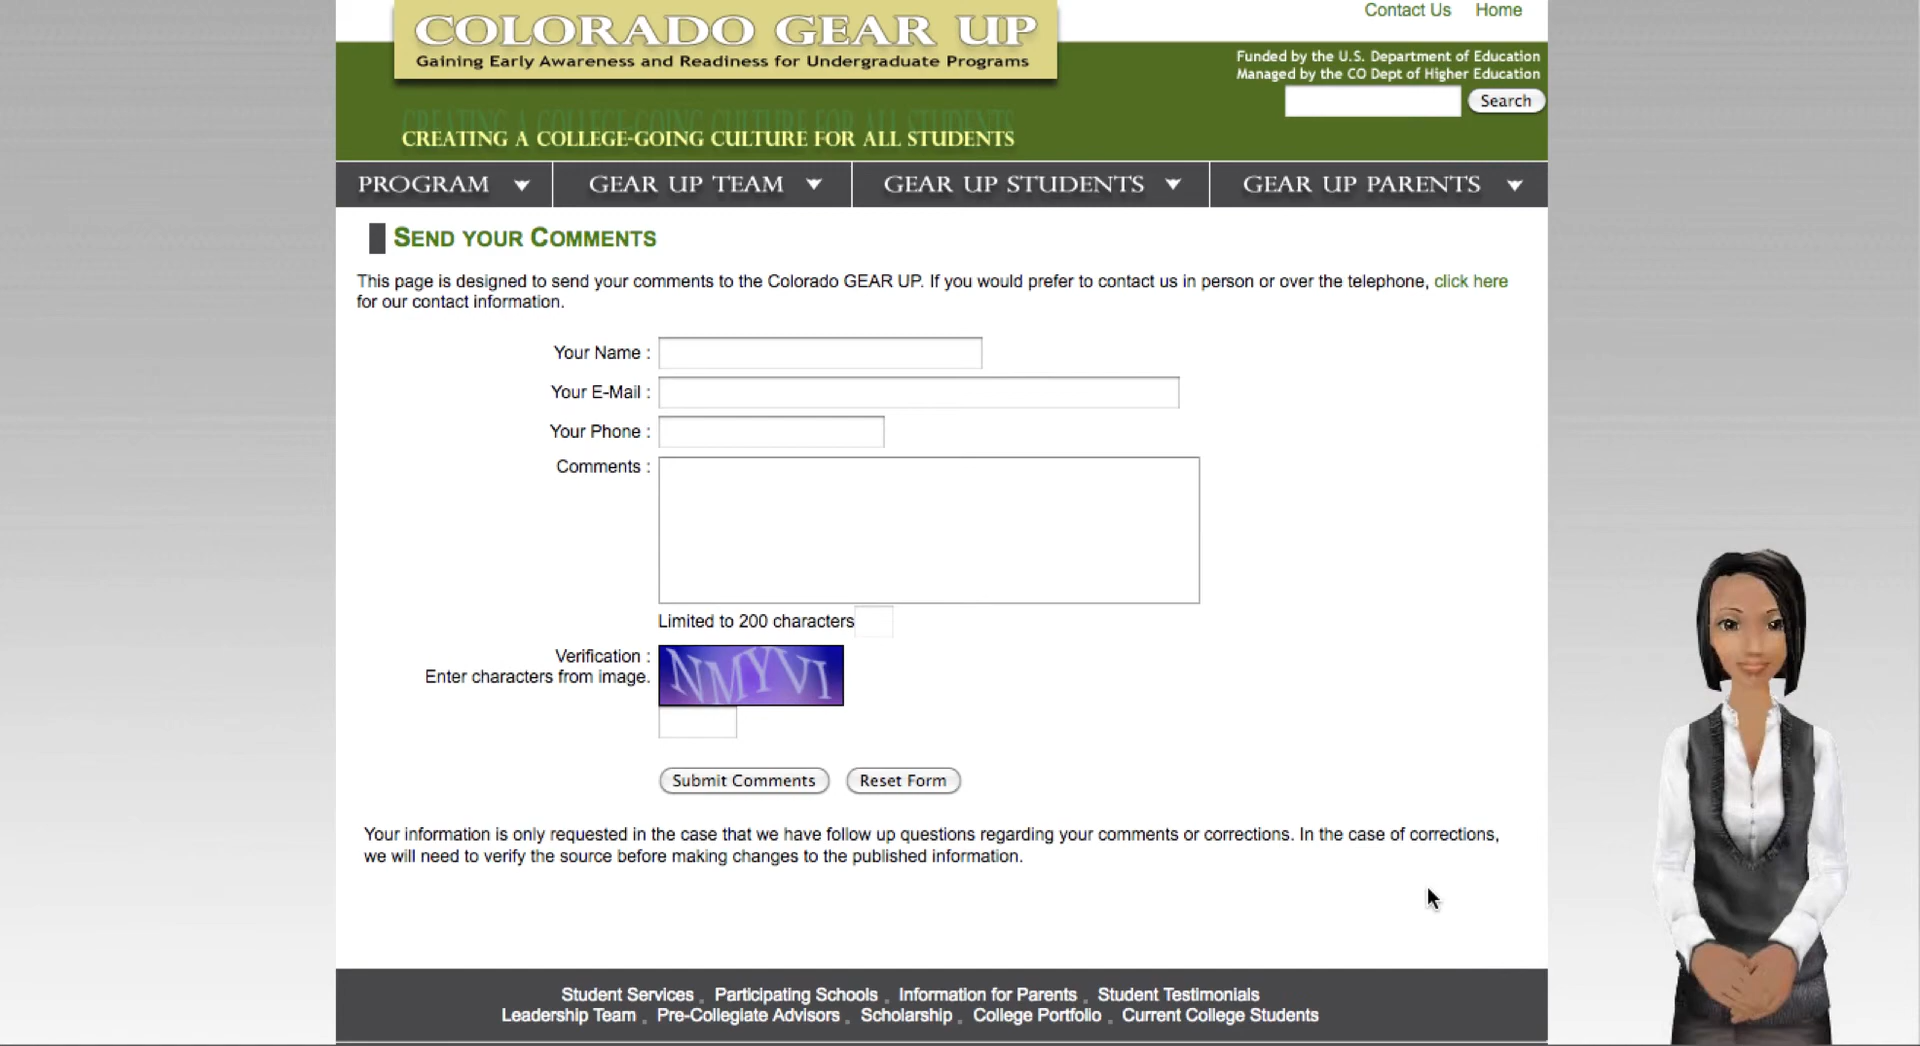 Contact Us Home
COLORADO GEAR UP
Gaining Early Awareness and Readiness for Undergraduate Programs
Funded by the U.S. Department of Education
Managed by the CO Dept of Higher Education
Search
CREATING A COLLEGE-GOING CULTURE FOR ALL STUDENTS
PROGRAM GEAR UP TEAM GEAR UP STUDENTS GEAR UP PARENTS
SEND YOUR COMMENTS
This page is designed to send your comments to the Colorado GEAR UP. If you would prefer to contact us in person or over the telephone, click here
for our contact information.
Your Name :
Your E-Mail :
Your Phone :
Comments :
Limited to 200 characters
Verification :
Enter characters from image.
NMYVI
Submit Comments Reset Form
Your information is only requested in the case that we have follow up questions regarding your comments or corrections. In the case of corrections,
we will need to verify the source before making changes to the published information.
Student Services . Participating Schools . Information for Parents . Student Testimonials
Leadership Team . Pre-Collegiate Advisors . Scholarship . College Portfolio . Current College Students